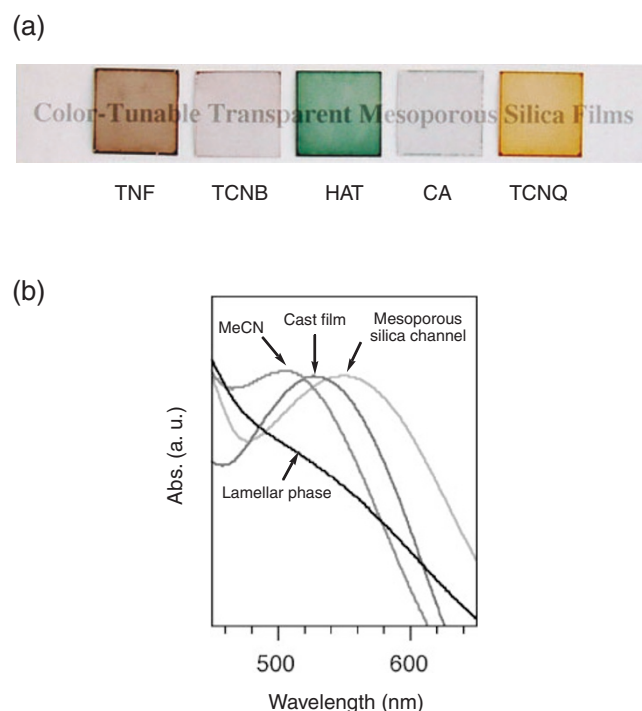 (a)
Color-Tunable Transparent Mesoporous Silica Films
TNF TCNB HAT CA TCNQ
(b)
MeCN Cast film Mesoporous
silica channel
Lamellar phase
Abs. (a. u.)
500 600
Wavelength (nm)